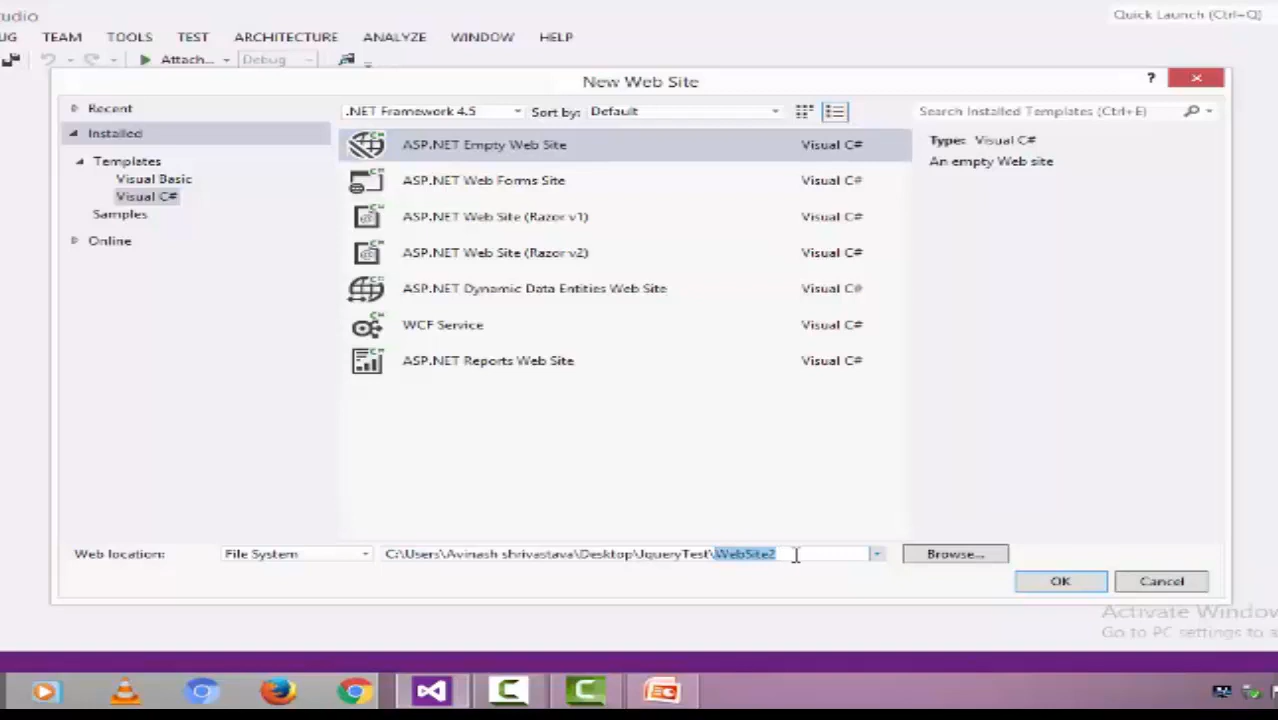 tudio
Quick Launch (Ctrl+Q)
UG TEAM TOOLS TEST ARCHITECTURE ANALYZE WINDOW HELP
Attach... Debug
New Web Site
?
Recent
.NET Framework 4.5 Sort by: Default
Search Installed Templates (Ctrl+E)
Installed
Templates
Visual Basic
Visual C#
Samples
Online
ASP.NET Empty Web Site Visual C#
ASP.NET Web Forms Site Visual C#
ASP.NET Web Site (Razor v1) Visual C#
ASP.NET Web Site (Razor v2) Visual C#
ASP.NET Dynamic Data Entities Web Site Visual C#
WCF Service Visual C#
ASP.NET Reports Web Site Visual C#
Type: Visual C#
An empty Web site
Web location: File System C:\Users\Avinash shrivastava\Desktop\JqueryTest\WebSite2 Browse...
OK Cancel
Activate Window
Go to PC settings to a